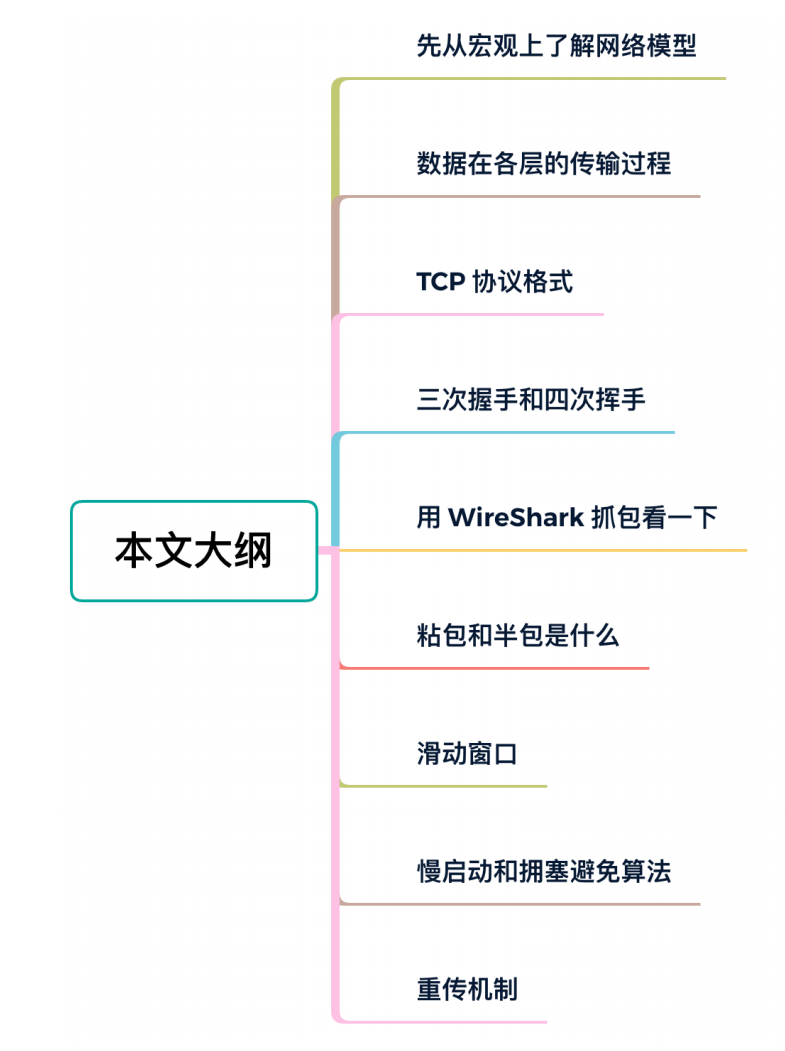 先从宏观上了解网络模型
数据在各层的传输过程
TCP 协议格式
三次握手和四次挥手
用 WireShark 抓包看一下
本文大纲
粘包和半包是什么
滑动窗口
慢启动和拥塞避免算法
重传机制